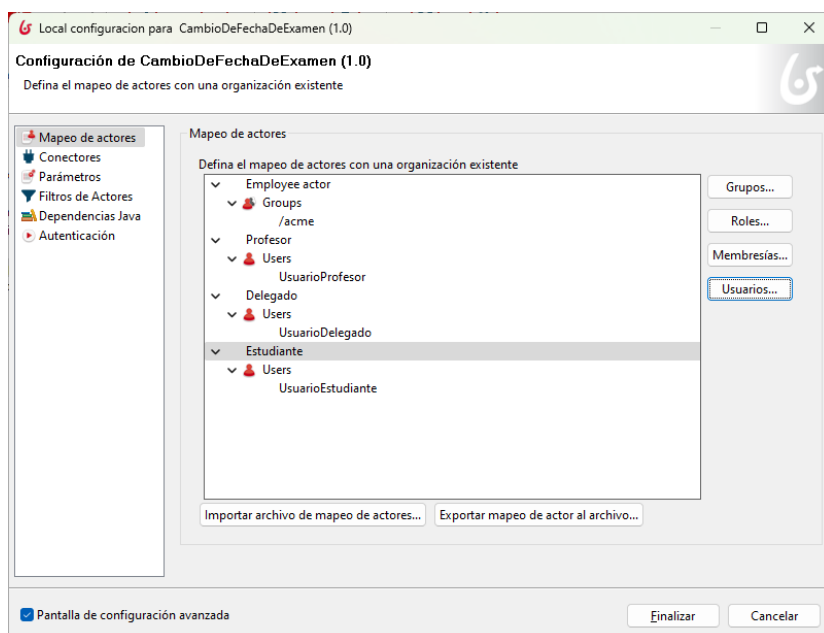 Local configuracion para CambioDeFechaDeExamen (1.0)
Configuración de CambioDeFechaDeExamen (1.0)
Defina el mapeo de actores con una organización existente
Mapeo de actores
Conectores
Parámetros
Filtros de Actores
Dependencias Java
Autenticación
Mapeo de actores
Defina el mapeo de actores con una organización existente
Employee actor
Groups
/acme
Profesor
Users
UsuarioProfesor
Delegado
Users
UsuarioDelegado
Estudiante
Users
UsuarioEstudiante
Grupos...
Roles...
Membresías...
Usuarios...
Importar archivo de mapeo de actores...
Exportar mapeo de actor al archivo...
Pantalla de configuración avanzada
Finalizar
Cancelar